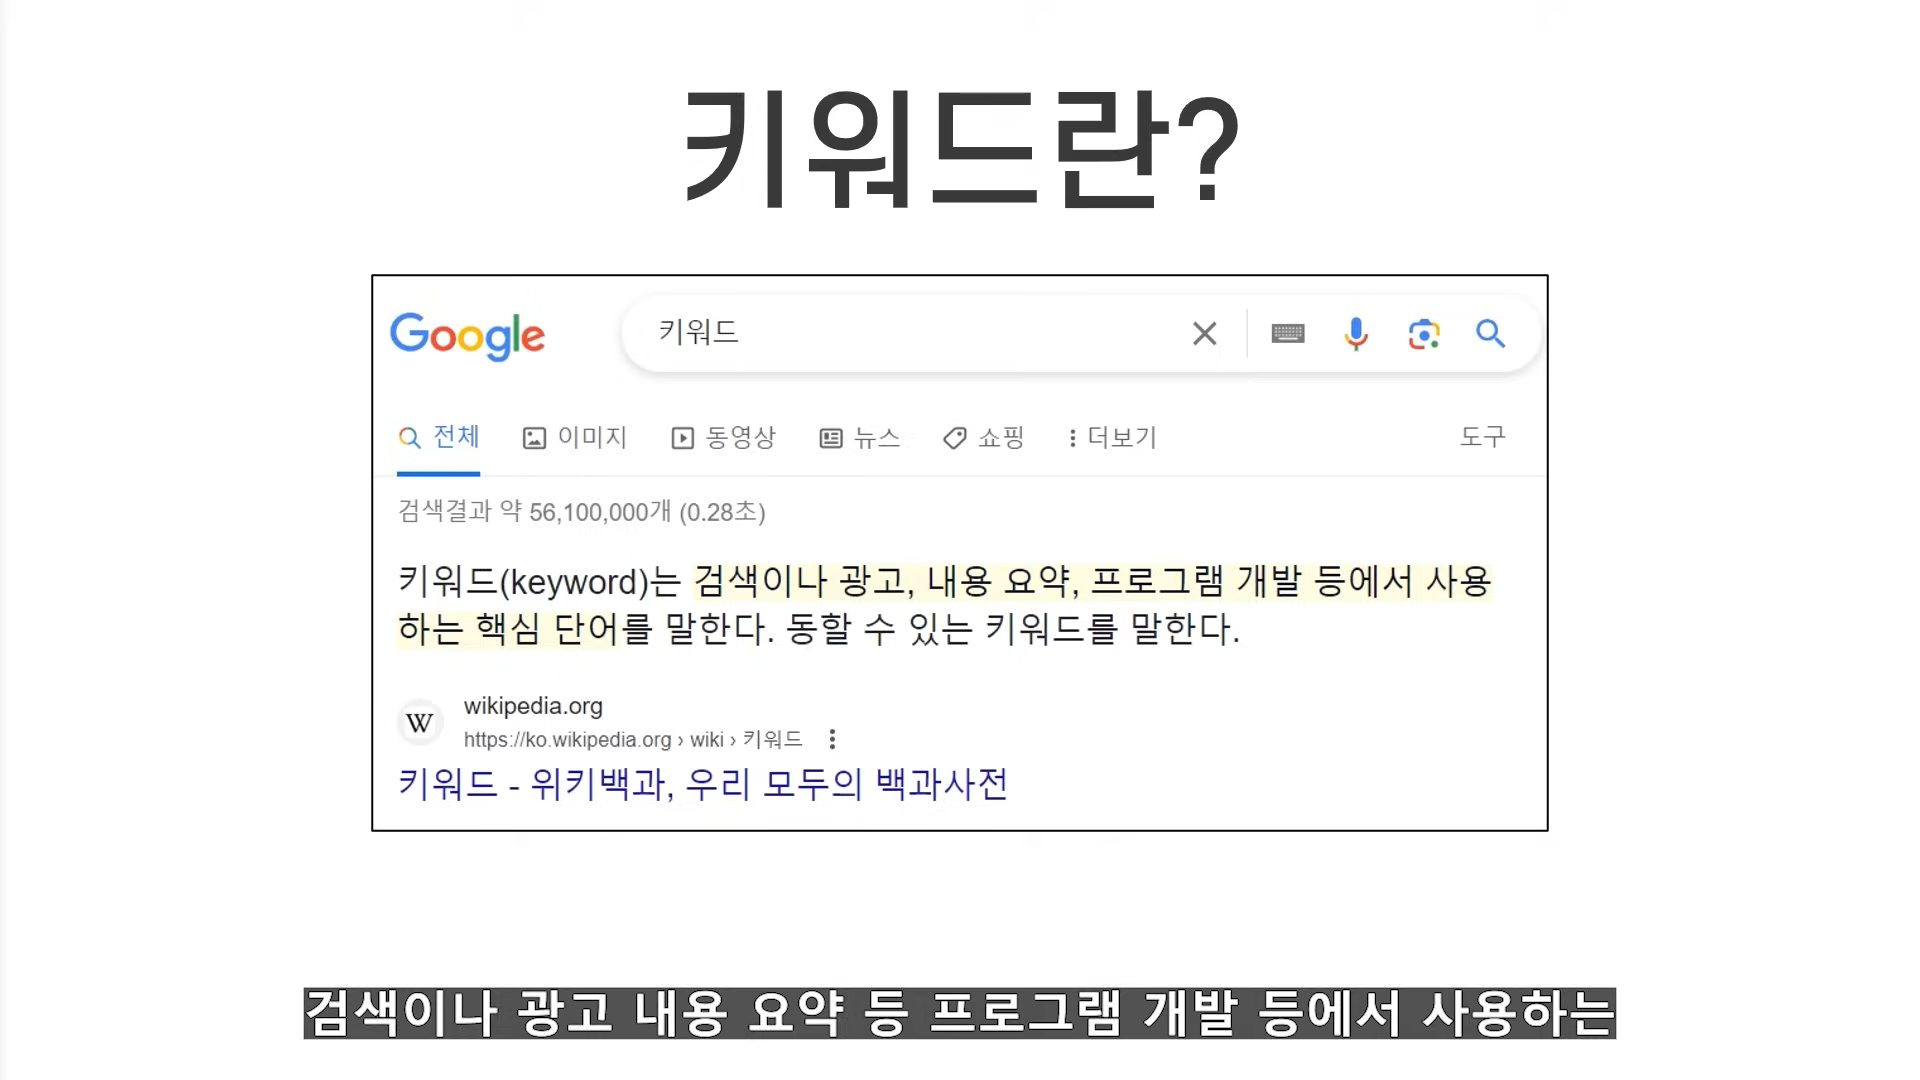 키워드란?
Google
키워드
전체 이미지 동영상 뉴스 쇼핑 더보기 도구
검색결과 약 56,100,000개 (0.28초)
키워드(keyword)는 검색이나 광고, 내용 요약, 프로그램 개발 등에서 사용
하는 핵심 단어를 말한다. 동할 수 있는 키워드를 말한다.
W
wikipedia.org
https://ko.wikipedia.org › wiki › 키워드
키워드 - 위키백과, 우리 모두의 백과사전
검색이나 광고 내용 요약 등 프로그램 개발 등에서 사용하는